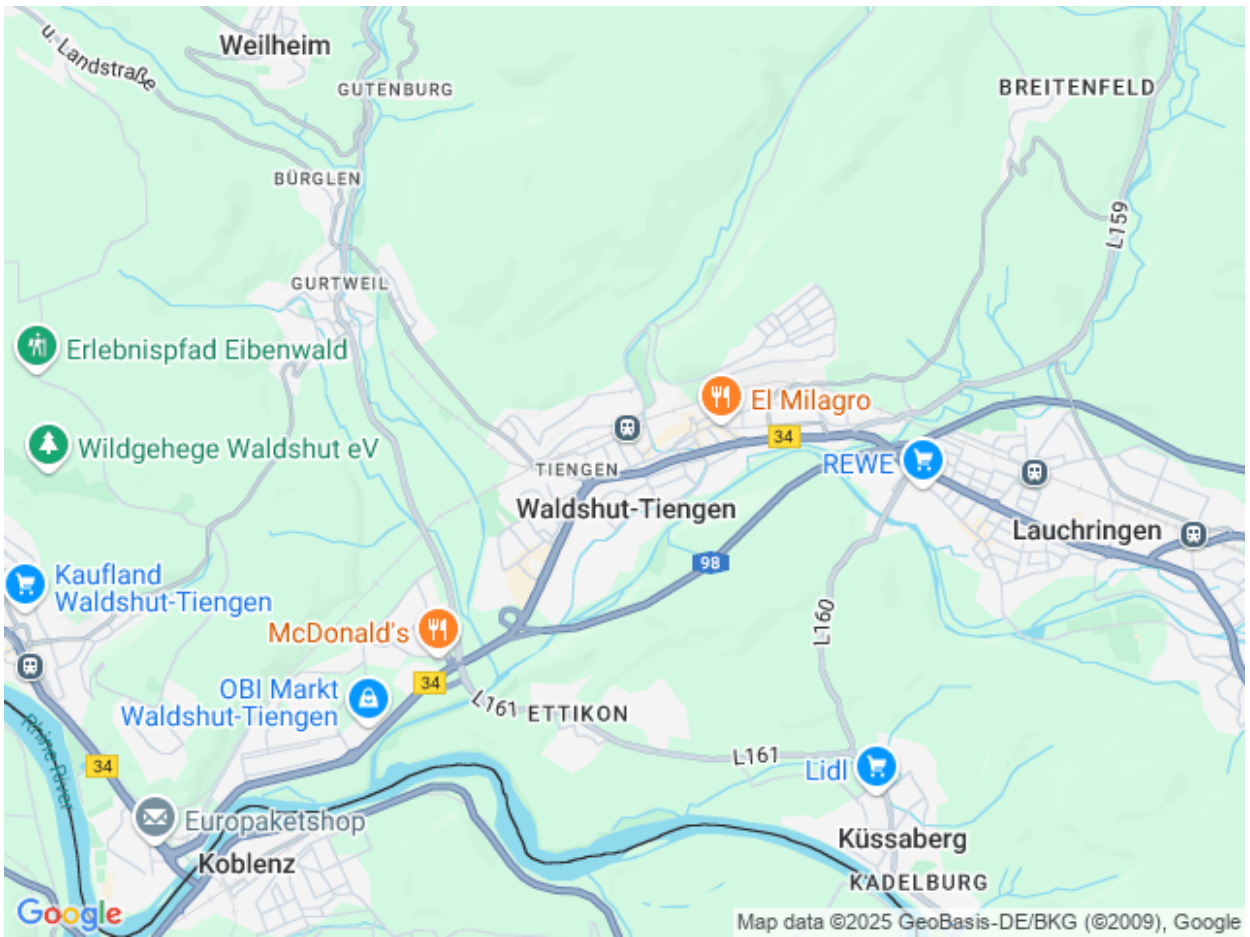 Weilheim
u. Landstraße
GUTENBURG
BREITENFELD
BÜRGLEN
L159
GURTWEIL
Erlebnispfad Eibenwald
El Milagro
34
Wildgehege Waldshut eV
TIENGEN
REWE
Waldshut-Tiengen
Lauchringen
98
Kaufland
Waldshut-Tiengen
L160
McDonald's
OBI Markt
Waldshut-Tiengen
34
L161
ETTIKON
Rhine River
L161
Lidl
34
Europaketshop
Koblenz
Küssaberg
KADELBURG
Google
Map data ©2025 GeoBasis-DE/BKG (©2009), Google